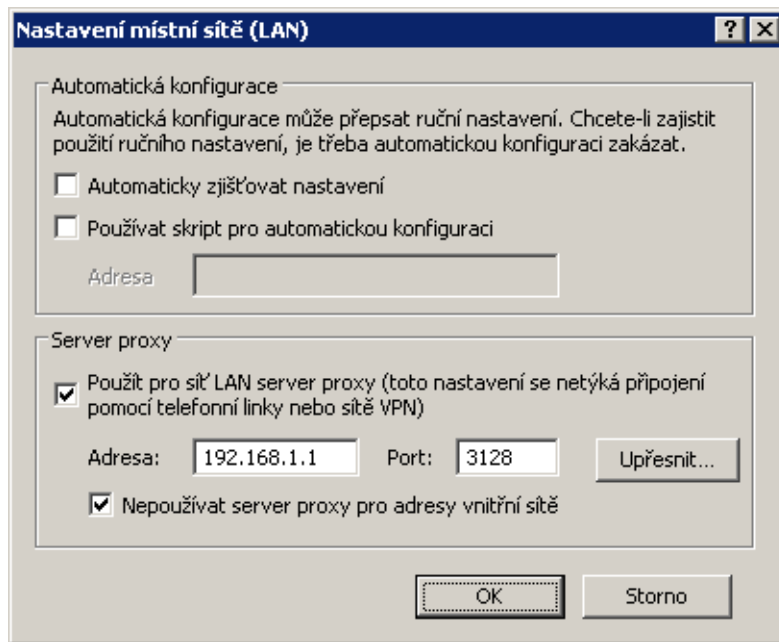 Nastavení místní sítě (LAN)
Automatická konfigurace
Automatická konfigurace může přepsat ruční nastavení. Chcete-li zajistit
použití ručního nastavení, je třeba automatickou konfiguraci zakázat.
Automaticky zjišťovat nastavení
Používat skript pro automatickou konfiguraci
Adresa
Server proxy
Použít pro síť LAN server proxy (toto nastavení se netýká připojení
pomocí telefonní linky nebo sítě VPN)
Adresa: 192.168.1.1 Port: 3128 Upřesnit...
Nepoužívat server proxy pro adresy vnitřní sítě
OK Storno